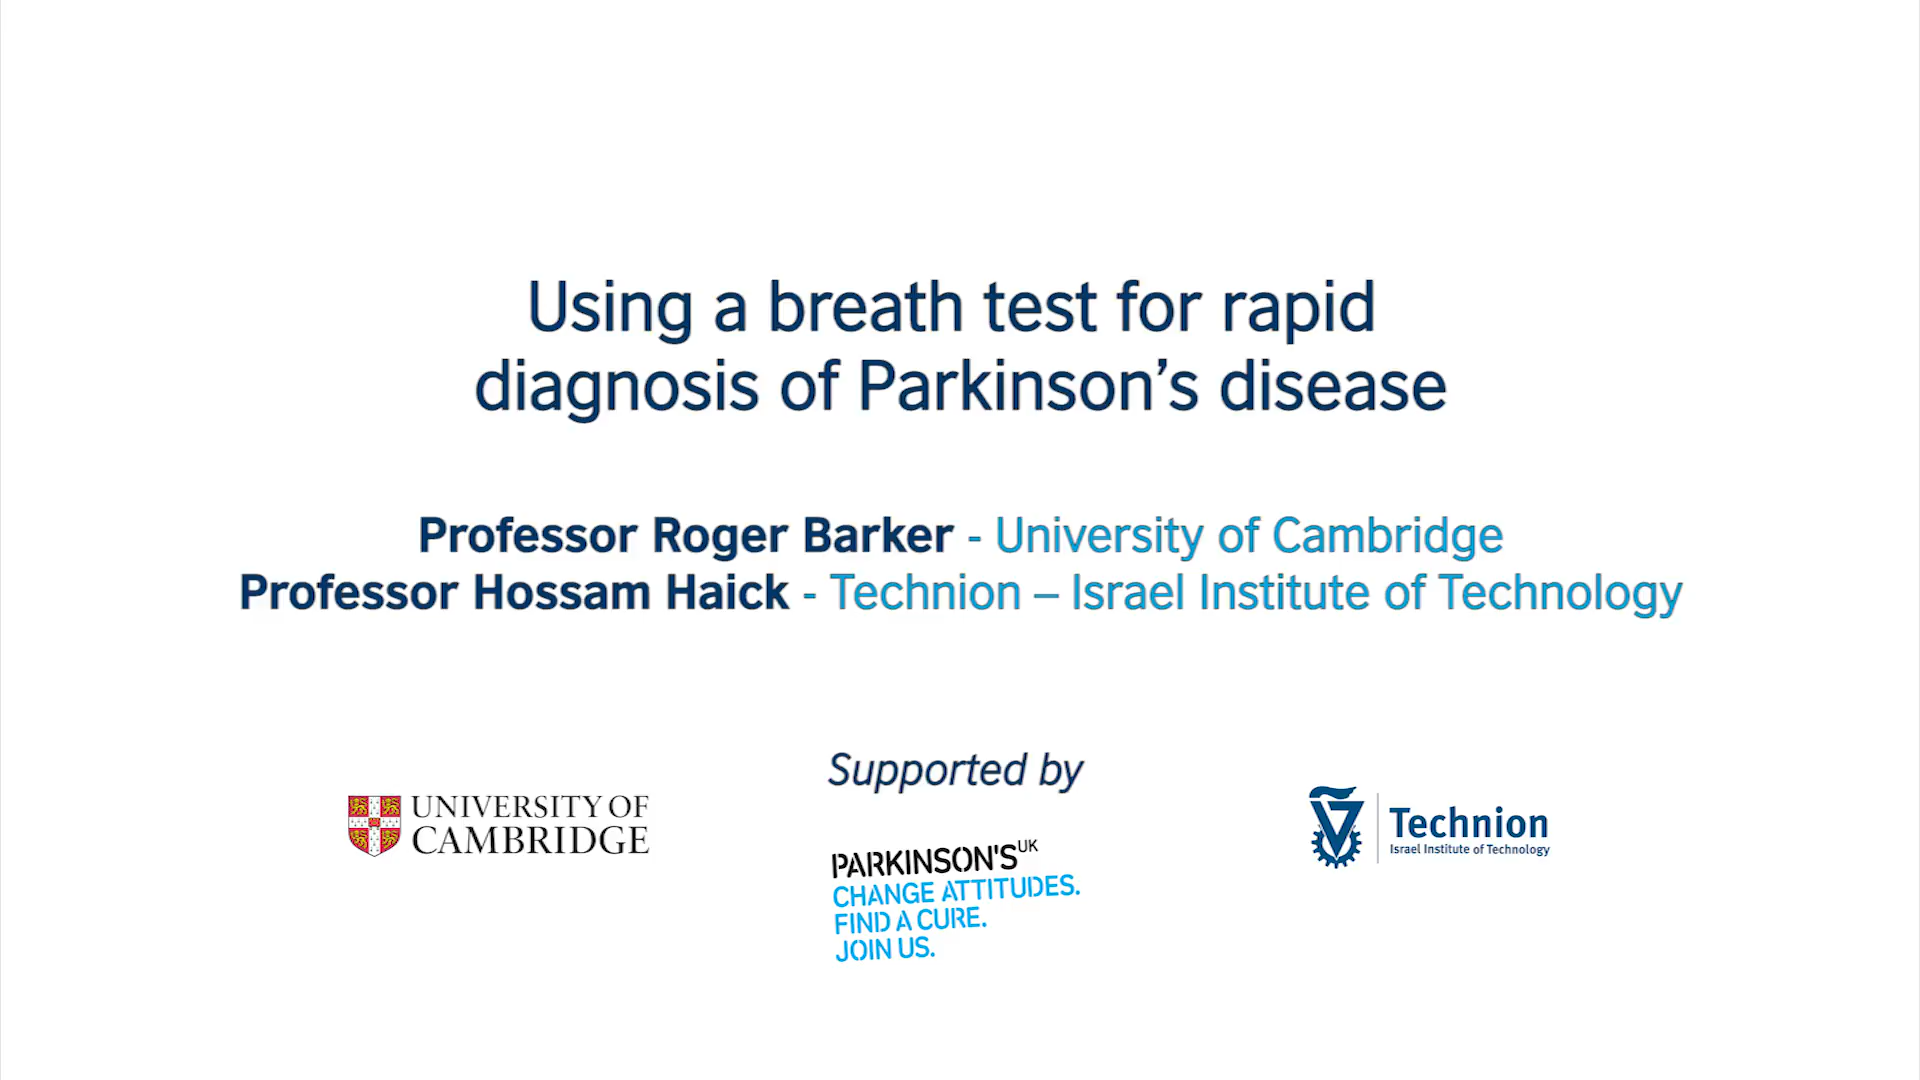 Using a breath test for rapid
diagnosis of Parkinson’s disease
Professor Roger Barker - University of Cambridge
Professor Hossam Haick - Technion – Israel Institute of Technology
Supported by
UNIVERSITY OF
CAMBRIDGE
PARKINSON'S UK
CHANGE ATTITUDES.
FIND A CURE.
JOIN US.
Technion
Israel Institute of Technology